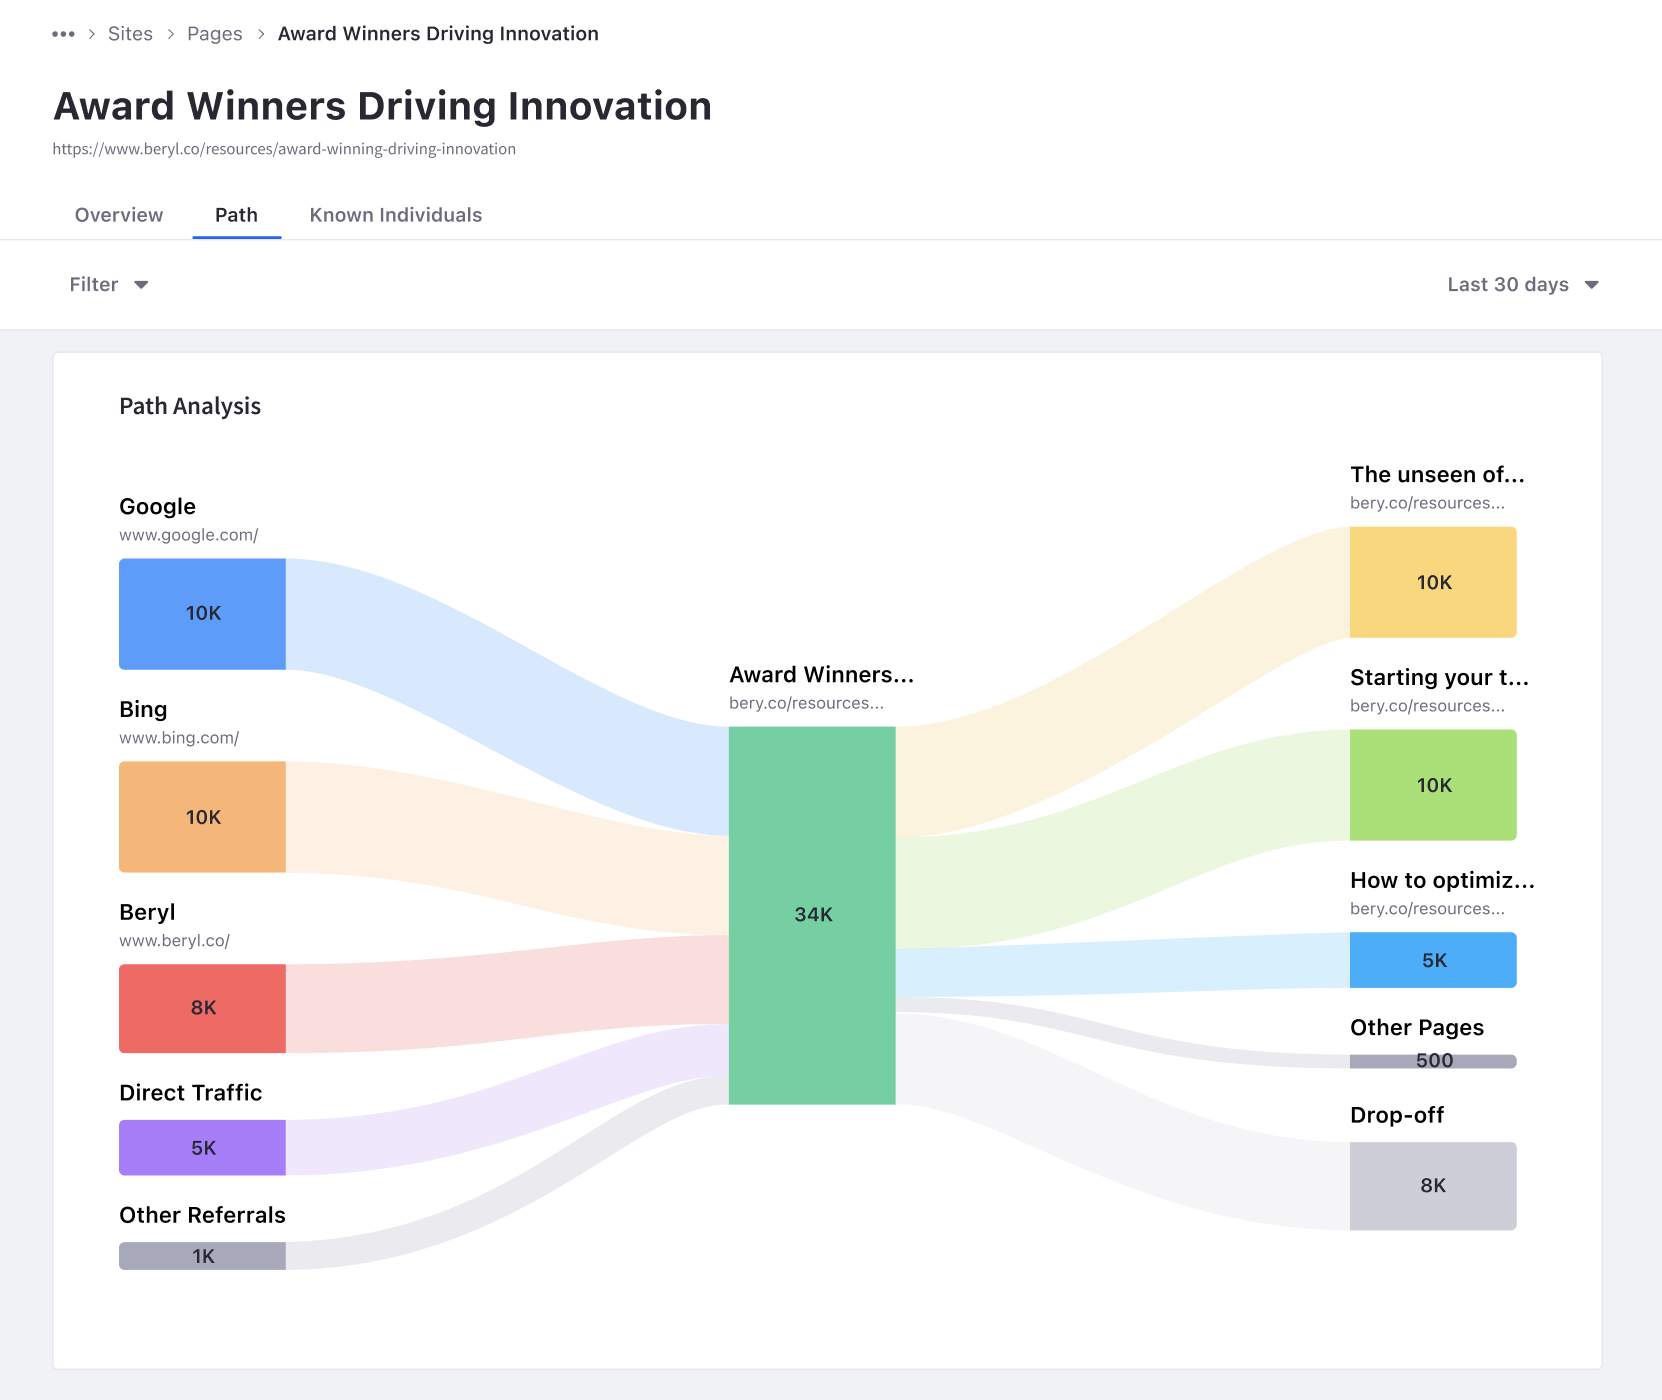 ••• > Sites > Pages > Award Winners Driving Innovation
Award Winners Driving Innovation
https://www.beryl.co/resources/award-winning-driving-innovation
Overview Path Known Individuals
Filter Last 30 days
Path Analysis
Google
www.google.com/
10K
Bing
www.bing.com/
10K
Beryl
www.beryl.co/
8K
Direct Traffic
5K
Other Referrals
1K
Award Winners...
bery.co/resources...
34K
The unseen of...
bery.co/resources...
10K
Starting your t...
bery.co/resources...
10K
How to optimiz...
bery.co/resources...
5K
Other Pages
500
Drop-off
8K